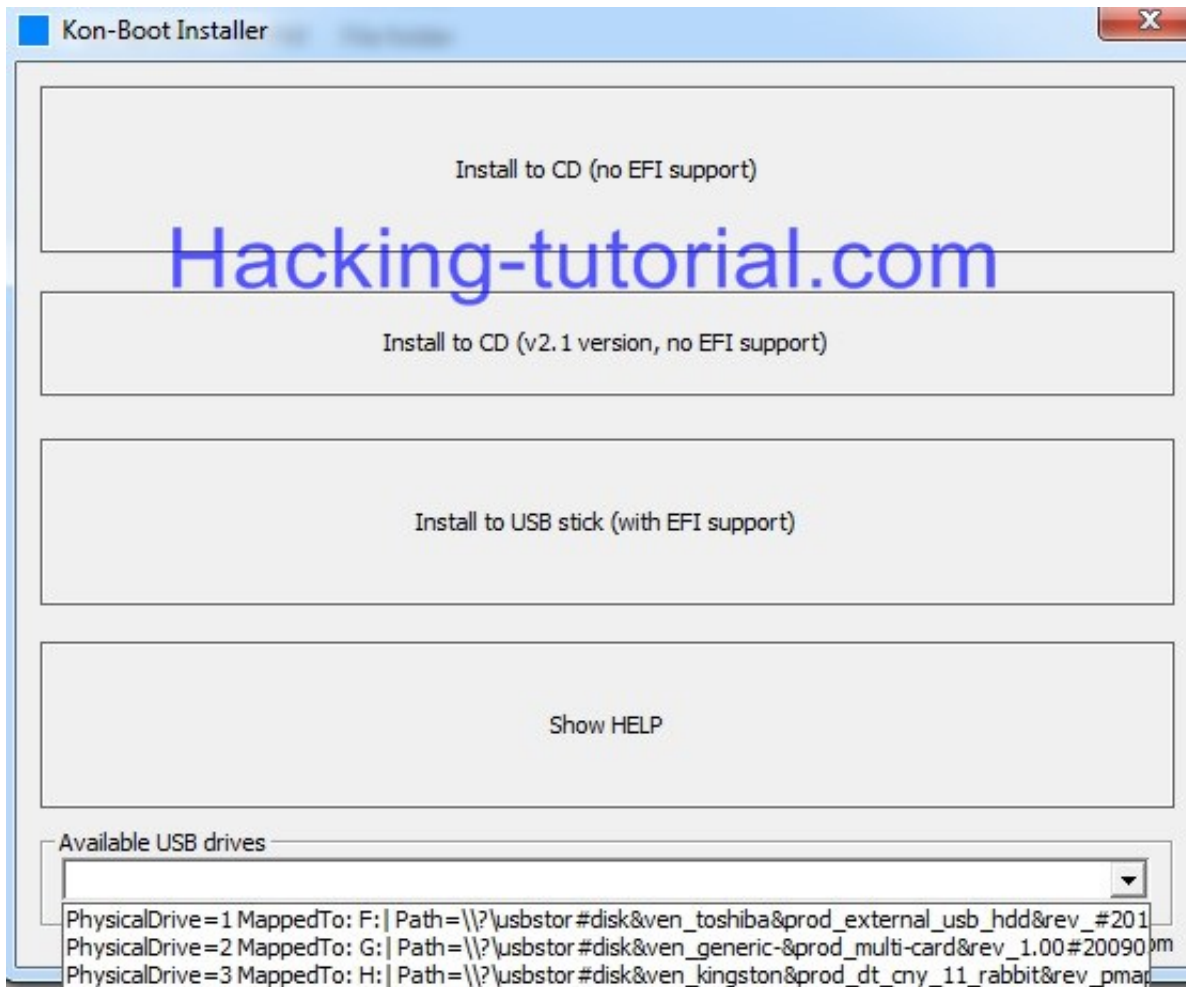 Kon-Boot Installer
Install to CD (no EFI support)
Hacking-tutorial.com
Install to CD (v2.1 version, no EFI support)
Install to USB stick (with EFI support)
Show HELP
Available USB drives
PhysicalDrive=1 MappedTo: F:| Path=\\?\usbstor#disk&ven_toshiba&prod_external_usb_hdd&rev_#201
PhysicalDrive=2 MappedTo: G:| Path=\\?\usbstor#disk&ven_generic-&prod_multi-card&rev_1.00#20090
om
PhysicalDrive=3 MappedTo: H:| Path=\\?\usbstor#disk&ven_kingston&prod_dt_cny_11_rabbit&rev_pmap